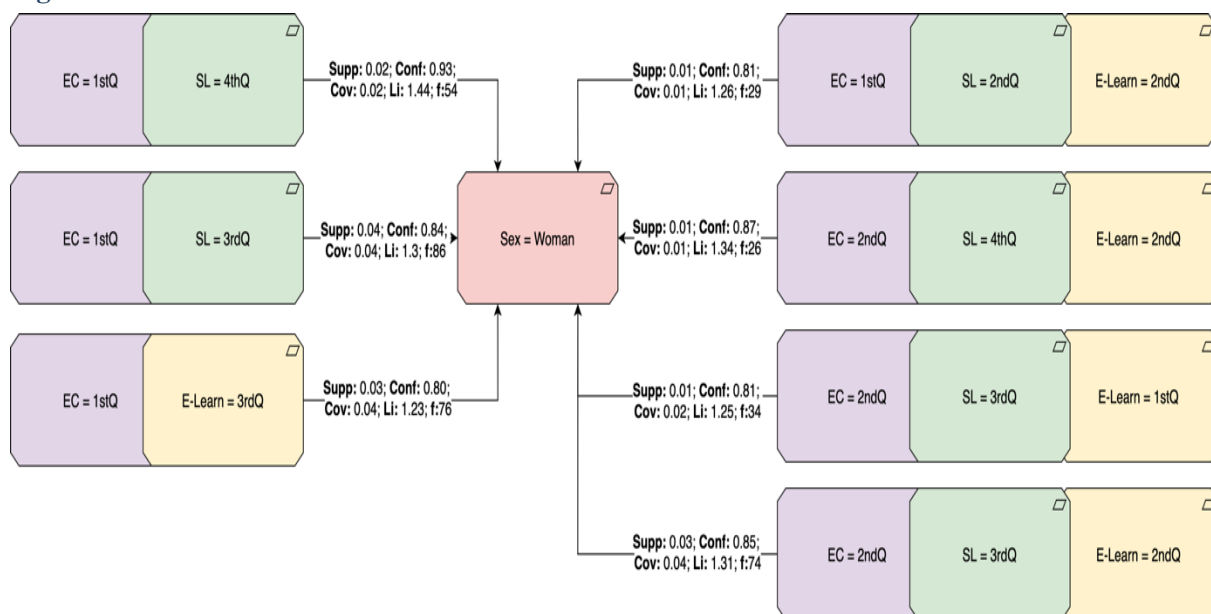 EC = 1stQ
SL = 4thQ
Supp: 0.02; Conf: 0.93;
Cov: 0.02; Li: 1.44; f:54
Supp: 0.01; Conf: 0.81;
Cov: 0.01; Li: 1.26; f:29
EC = 1stQ
SL = 2ndQ
E-Learn = 2ndQ
EC = 1stQ
SL = 3rdQ
Supp: 0.04; Conf: 0.84;
Cov: 0.04; Li: 1.3; f:86
Sex = Woman
Supp: 0.01; Conf: 0.87;
Cov: 0.01; Li: 1.34; f:26
EC = 2ndQ
SL = 4thQ
E-Learn = 2ndQ
EC = 1stQ
E-Learn = 3rdQ
Supp: 0.03; Conf: 0.80;
Cov: 0.04; Li: 1.23; f:76
Supp: 0.01; Conf: 0.81;
Cov: 0.02; Li: 1.25; f:34
EC = 2ndQ
SL = 3rdQ
E-Learn = 1stQ
Supp: 0.03; Conf: 0.85;
Cov: 0.04; Li: 1.31; f:74
EC = 2ndQ
SL = 3rdQ
E-Learn = 2ndQ